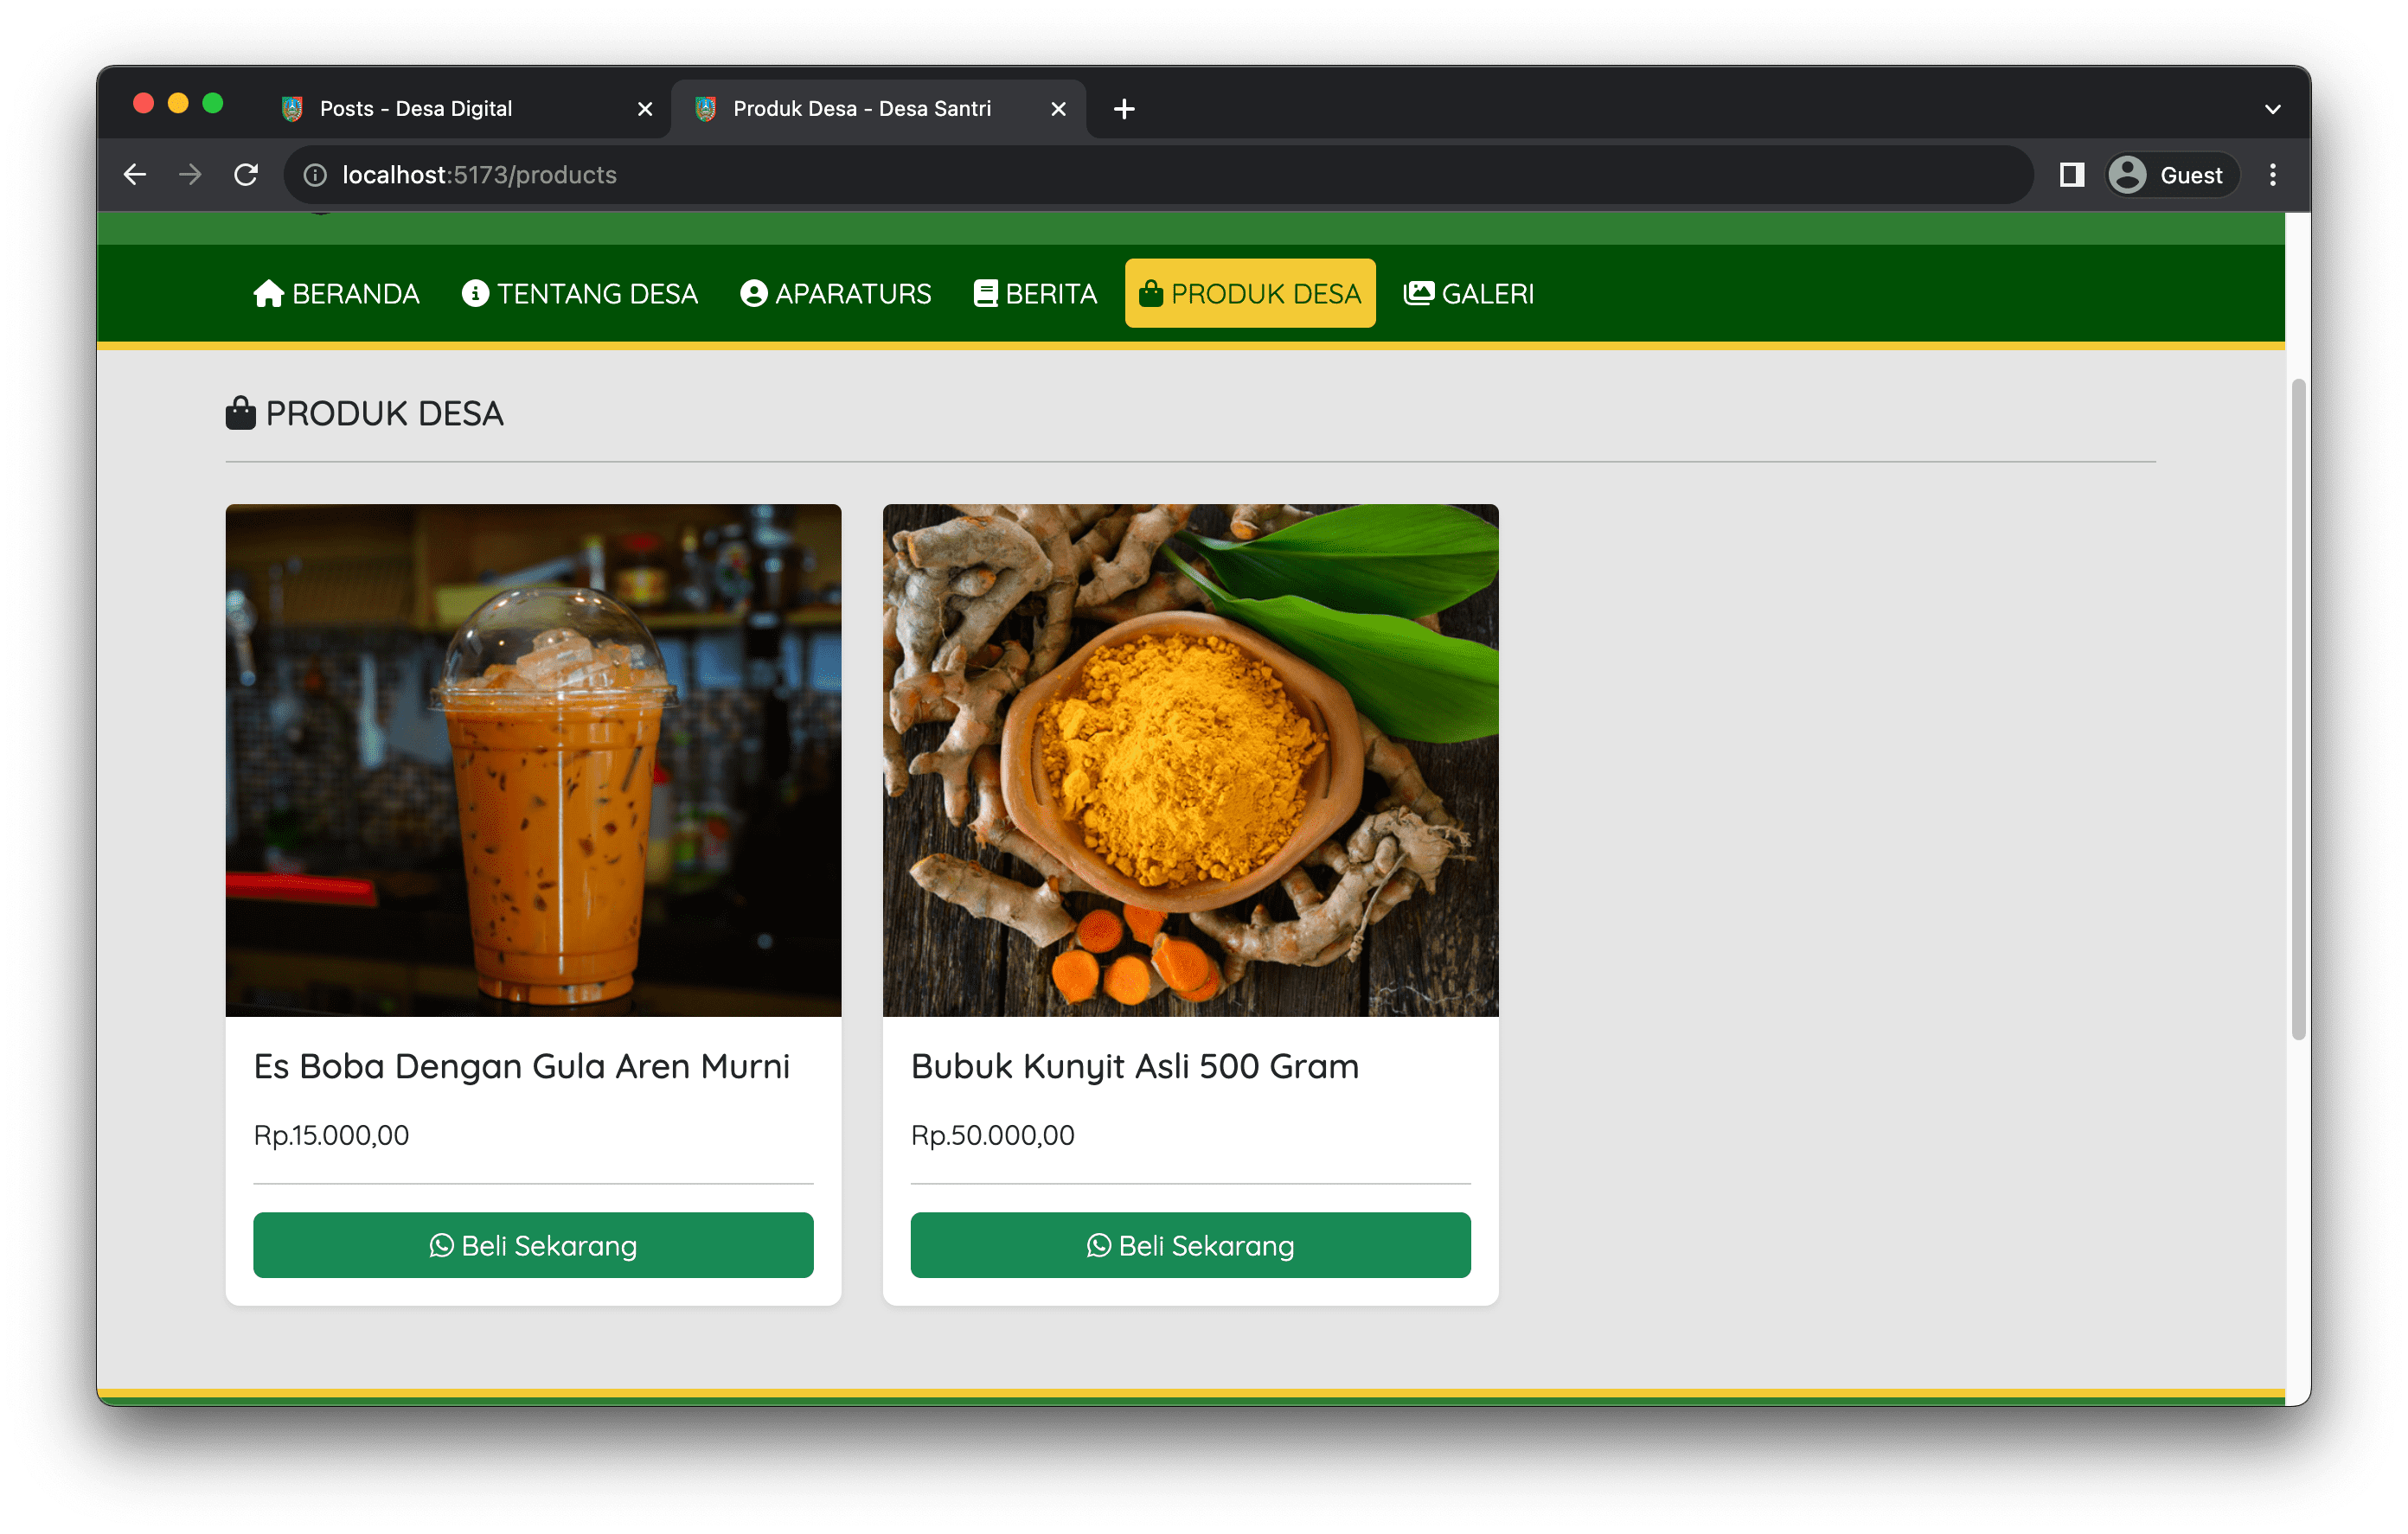 Posts - Desa Digital
Produk Desa - Desa Santri
localhost:5173/products
Guest
BERANDA
TENTANG DESA
APARATURS
BERITA
PRODUK DESA
GALERI
PRODUK DESA
Es Boba Dengan Gula Aren Murni
Rp.15.000,00
Beli Sekarang
Bubuk Kunyit Asli 500 Gram
Rp.50.000,00
Beli Sekarang